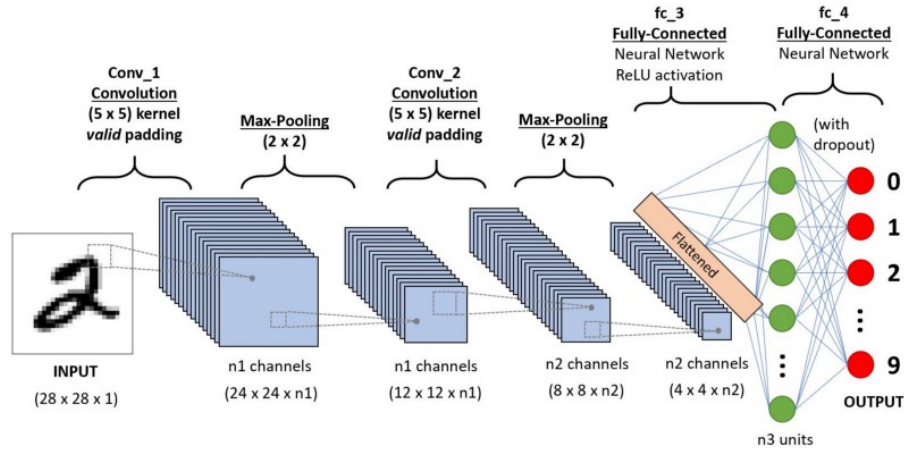 fc_3
Fully-Connected
Neural Network
ReLU activation
fc_4
Fully-Connected
Neural Network
Conv_1
Convolution
(5 x 5) kernel
valid padding
Max-Pooling
(2 x 2)
Conv_2
Convolution
(5 x 5) kernel
valid padding
Max-Pooling
(2 x 2)
(with
dropout)
Flattened
0
1
2
9
2
INPUT
(28 x 28 x 1)
n1 channels
(24 x 24 x n1)
n1 channels
(12 x 12 x n1)
n2 channels
(8 x 8 x n2)
n2 channels
(4 x 4 x n2)
OUTPUT
n3 units